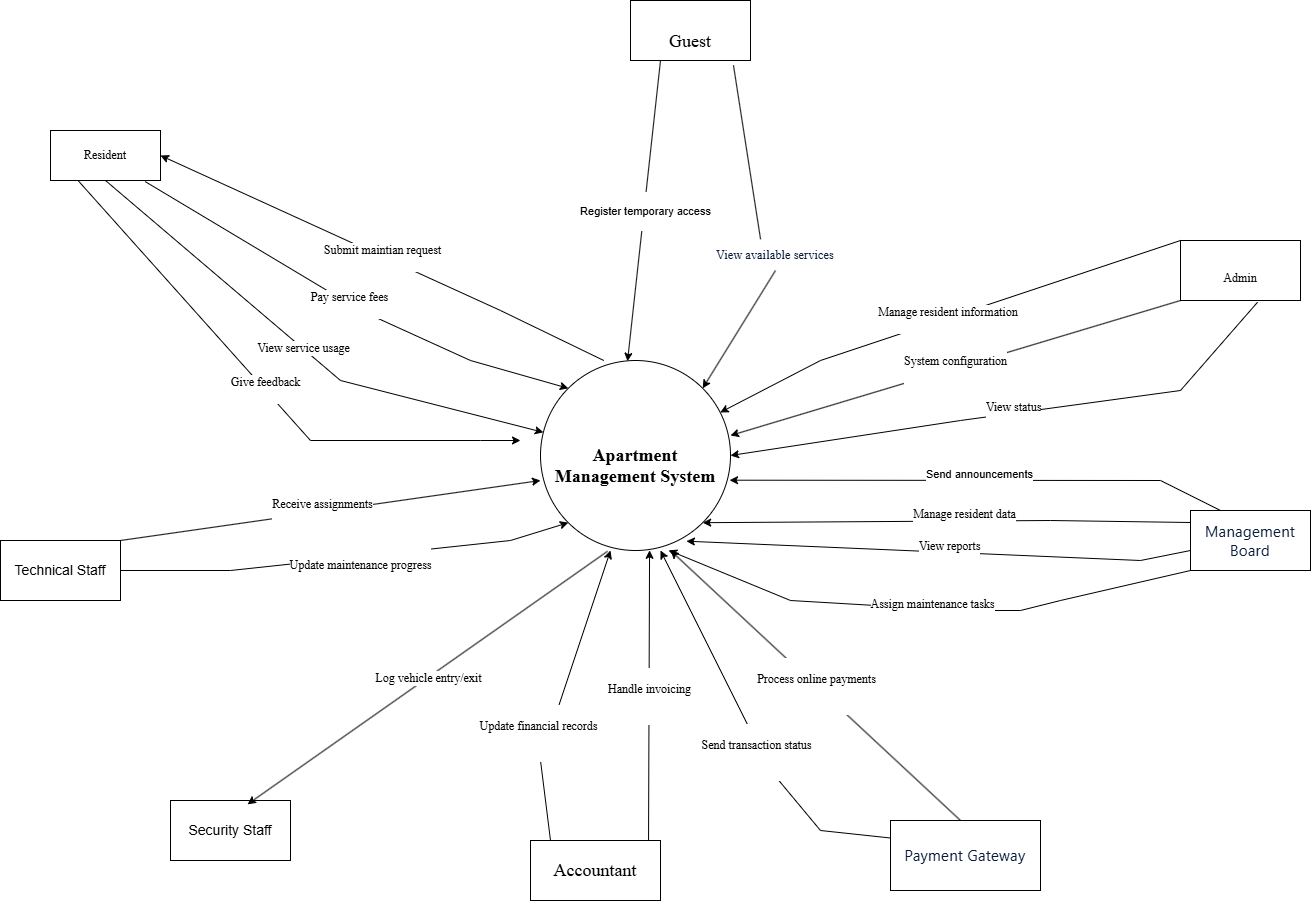 Guest
Resident
Register temporary access
Submit maintian request
View available services
Admin
Pay service fees
Manage resident information
View service usage
System configuration
Give feedback
View status
Apartment
Management System
Send announcements
Receive assignments
Manage resident data
Management
Board
View reports
Technical Staff
Update maintenance progress
Assign maintenance tasks
Log vehicle entry/exit
Handle invoicing
Process online payments
Update financial records
Send transaction status
Security Staff
Accountant
Payment Gateway